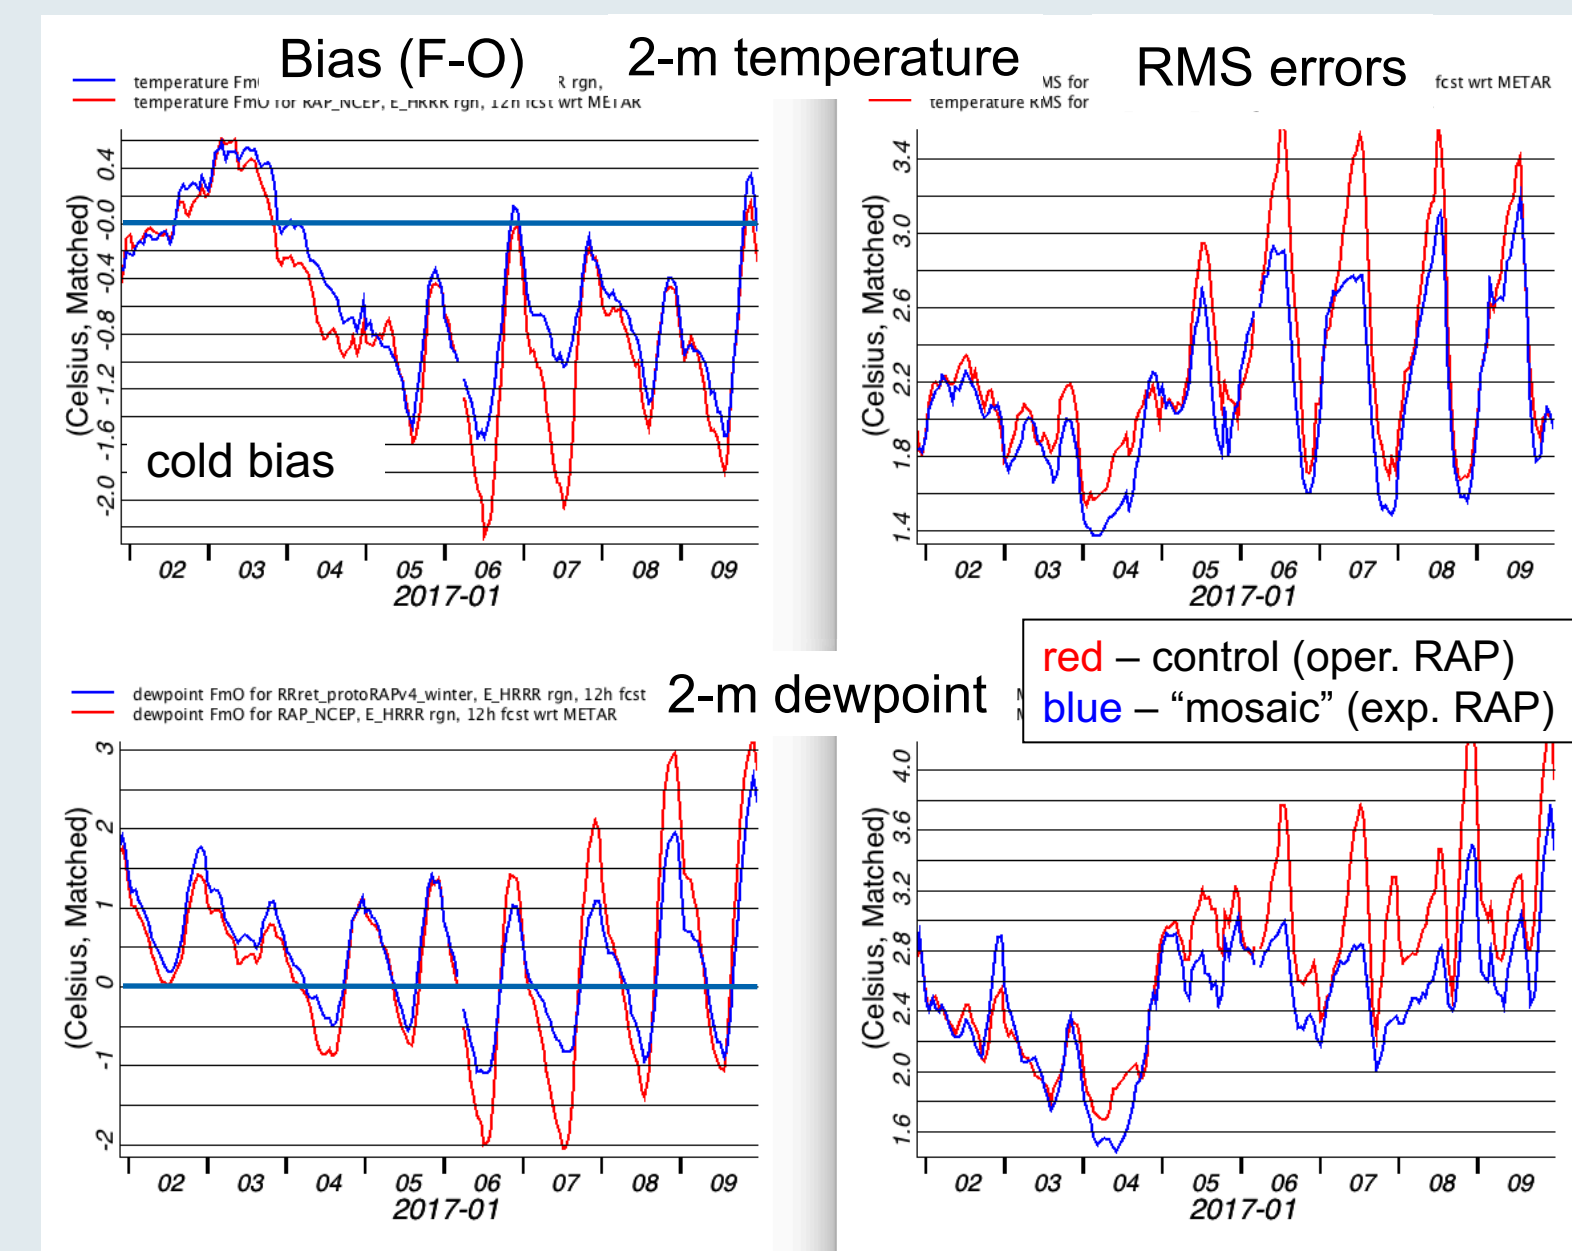 Bias (F-O)
2-m temperature
RMS errors
temperature
R rgn,
temperature FmO for RAP_NCEP, E_HRRR rgn, 12h fcst wrt METAR
MS for
fcst wrt METAR
temperature RMS for
(Celsius, Matched)
0.4
-0.0
-0.4
-0.8
-1.2
-1.6
-2.0
cold bias
02 03 04 05 06 07 08 09
2017-01
(Celsius, Matched)
3.4
3.0
2.6
2.2
1.8
1.4
02 03 04 05 06 07 08 09
2017-01
red – control (oper. RAP)
blue – “mosaic” (exp. RAP)
2-m dewpoint
dewpoint FmO for RRret_protoRAPv4_winter, E_HRRR rgn, 12h fcst
dewpoint FmO for RAP_NCEP, E_HRRR rgn, 12h fcst wrt METAR
(Celsius, Matched)
3
2
1
0
-1
-2
02 03 04 05 06 07 08 09
2017-01
(Celsius, Matched)
4.0
3.6
3.2
2.8
2.4
2.0
1.6
02 03 04 05 06 07 08 09
2017-01